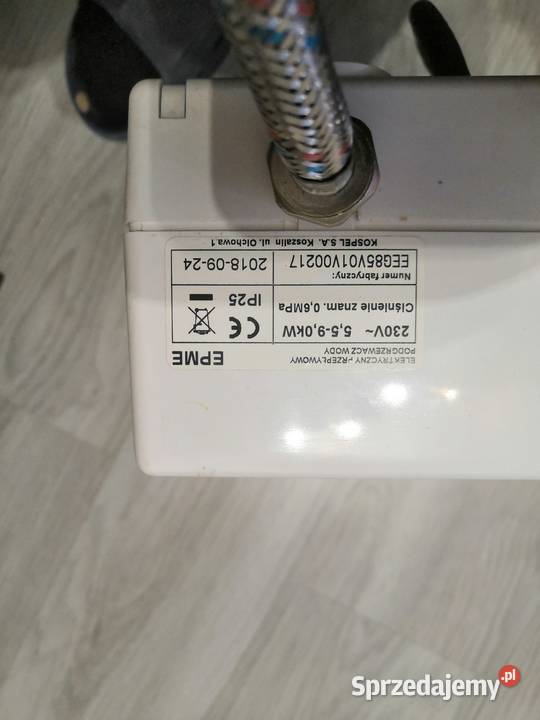 ELEKTRYCZNY PRZEPŁYWOWY
PODGRZEWACZ WODY
EPME
230V~ 5,5-9,0kW
Ciśnienie znam. 0,6MPa
CE
IP25
Numer fabryczny:
EEG85V01V00217
2018-09-24
KOSPEL S.A. Koszalin ul. Olchowa 1
Sprzedajemy.pl